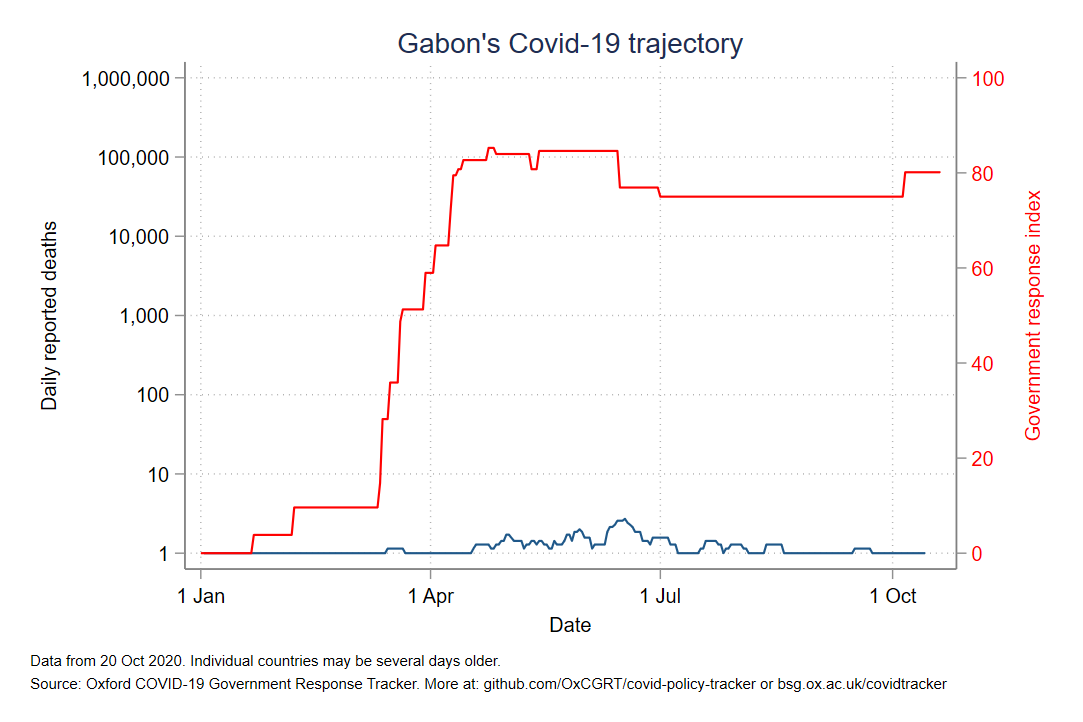 Gabon's Covid-19 trajectory
1,000,000
100,000
10,000
1,000
100
10
1
Daily reported deaths
100
80
60
40
20
0
Government response index
1 Jan
1 Apr
1 Jul
1 Oct
Date
Data from 20 Oct 2020. Individual countries may be several days older.
Source: Oxford COVID-19 Government Response Tracker. More at: github.com/OxCGRT/covid-policy-tracker or bsg.ox.ac.uk/covidtracker